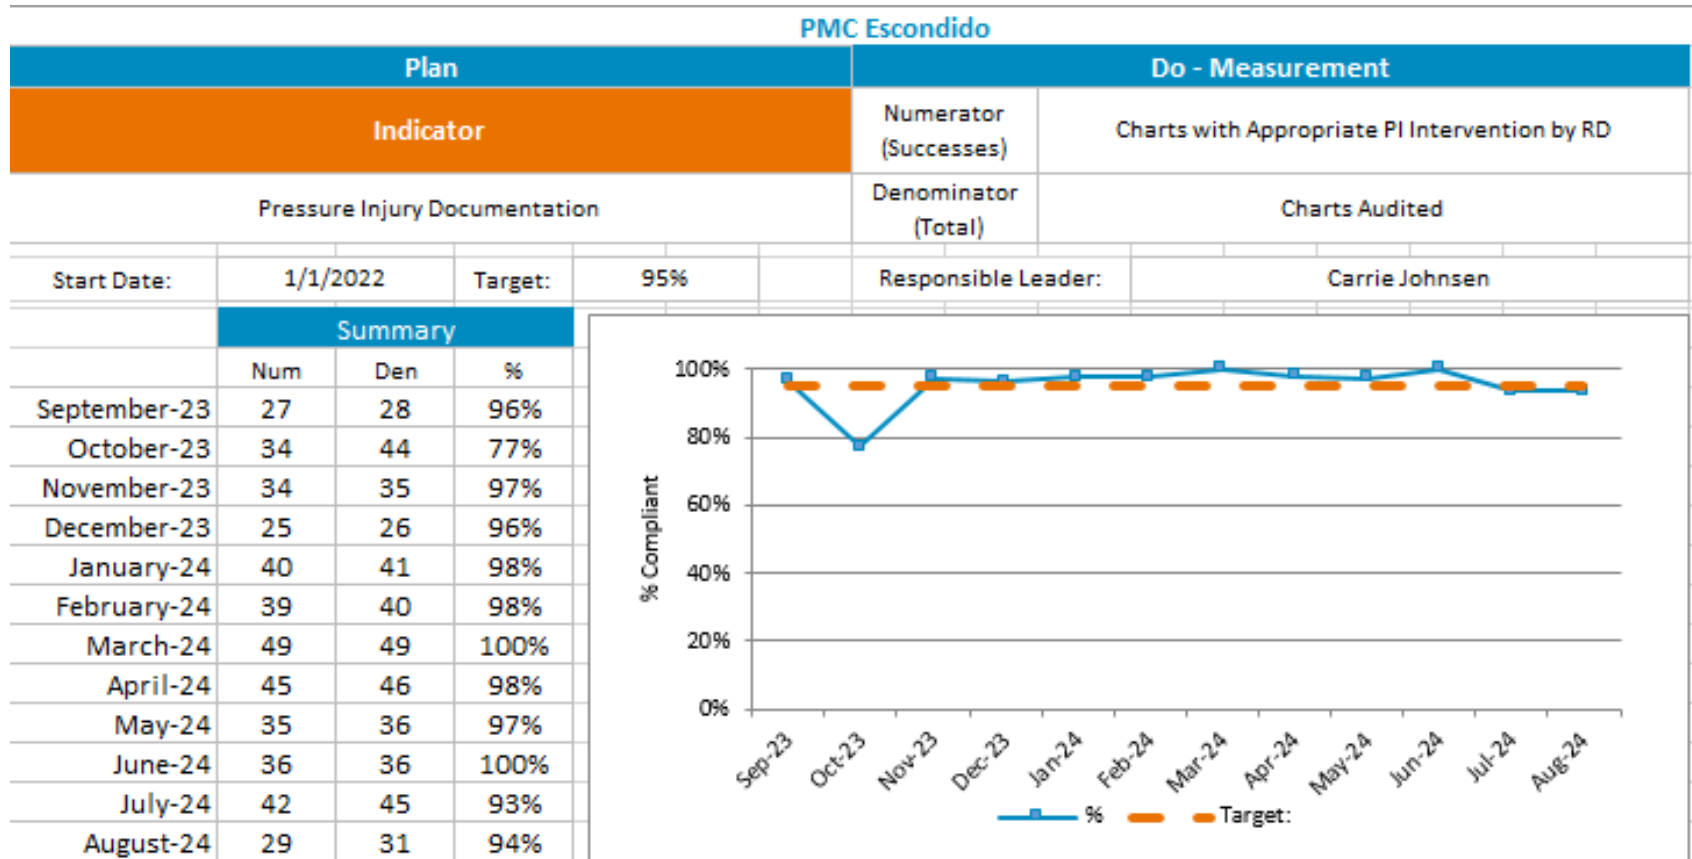 PMC Escondido
Plan
Do - Measurement
Indicator
Numerator
(Successes)
Charts with Appropriate PI Intervention by RD
Pressure Injury Documentation
Denominator
(Total)
Charts Audited
Start Date: 1/1/2022 Target: 95% Responsible Leader: Carrie Johnsen
Summary
Num Den %
September-23 27 28 96%
October-23 34 44 77%
November-23 34 35 97%
December-23 25 26 96%
January-24 40 41 98%
February-24 39 40 98%
March-24 49 49 100%
April-24 45 46 98%
May-24 35 36 97%
June-24 36 36 100%
July-24 42 45 93%
August-24 29 31 94%
% Compliant
100%
80%
60%
40%
20%
0%
Sep-23 Oct-23 Nov-23 Dec-23 Jan-24 Feb-24 Mar-24 Apr-24 May-24 Jun-24 Jul-24 Aug-24
% Target: